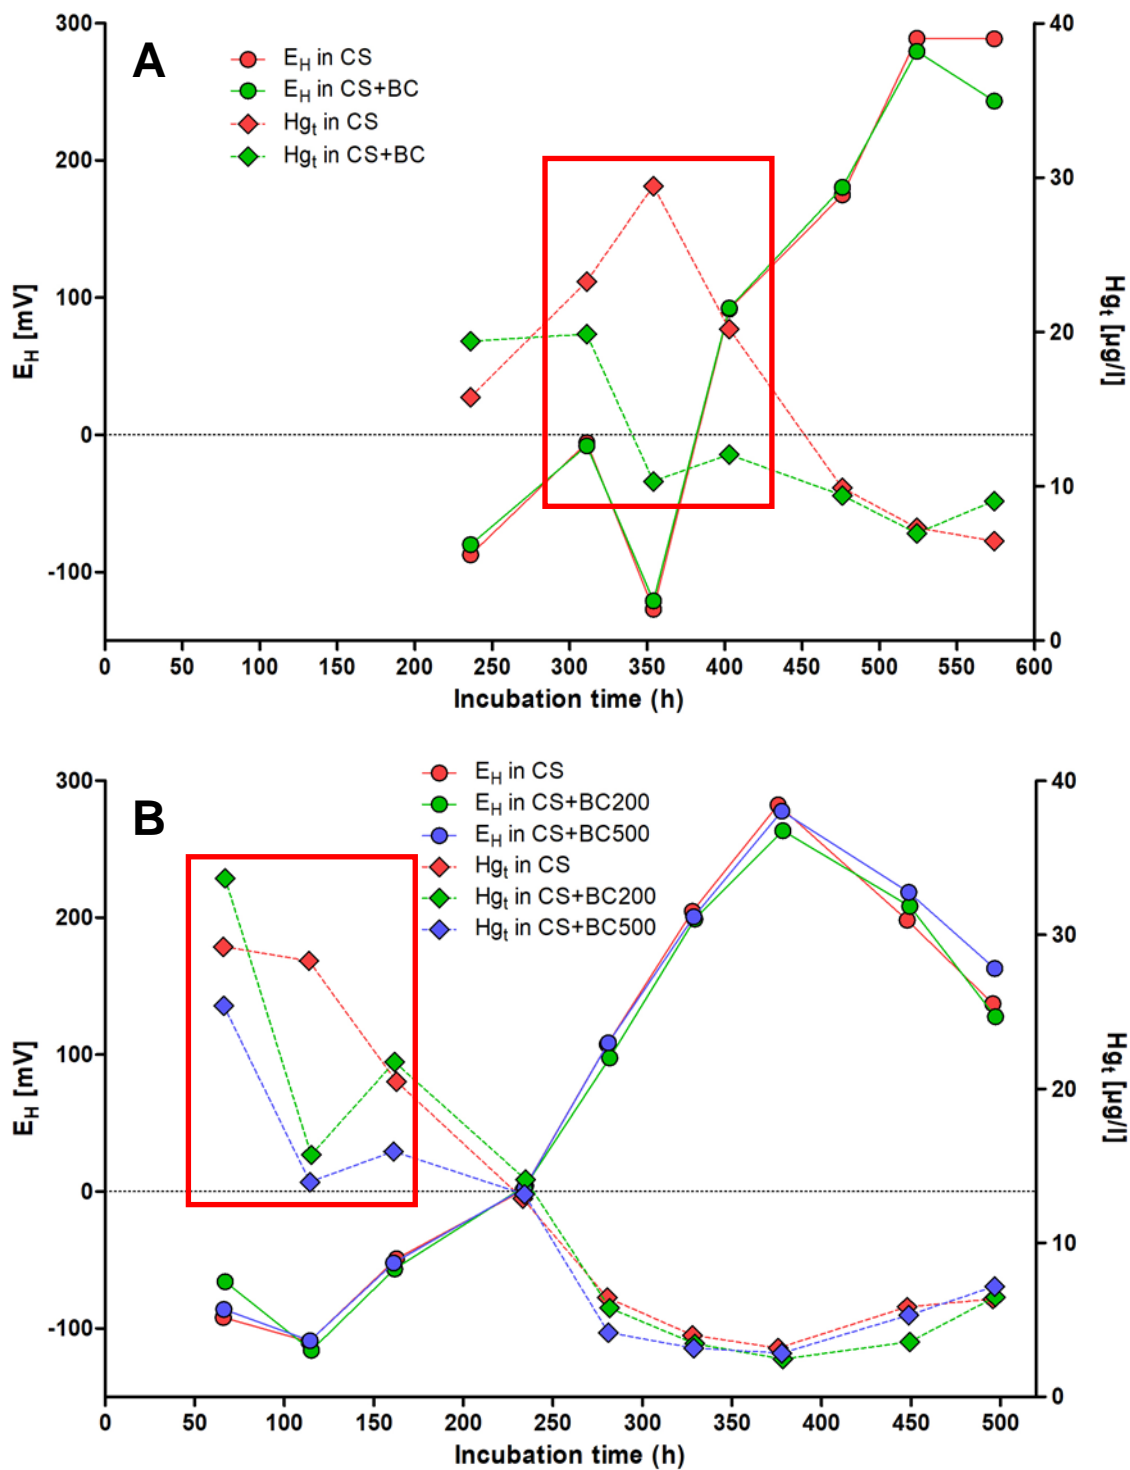 A
E_H in CS
E_H in CS+BC
Hg_t in CS
Hg_t in CS+BC
300
200
100
0
-100
E_H [mV]
40
30
20
10
0
Hg_t [µg/l]
0 50 100 150 200 250 300 350 400 450 500 550 600
Incubation time (h)
B
E_H in CS
E_H in CS+BC200
E_H in CS+BC500
Hg_t in CS
Hg_t in CS+BC200
Hg_t in CS+BC500
300
200
100
0
-100
E_H [mV]
40
30
20
10
0
Hg_t [µg/l]
0 50 100 150 200 250 300 350 400 450 500
Incubation time (h)